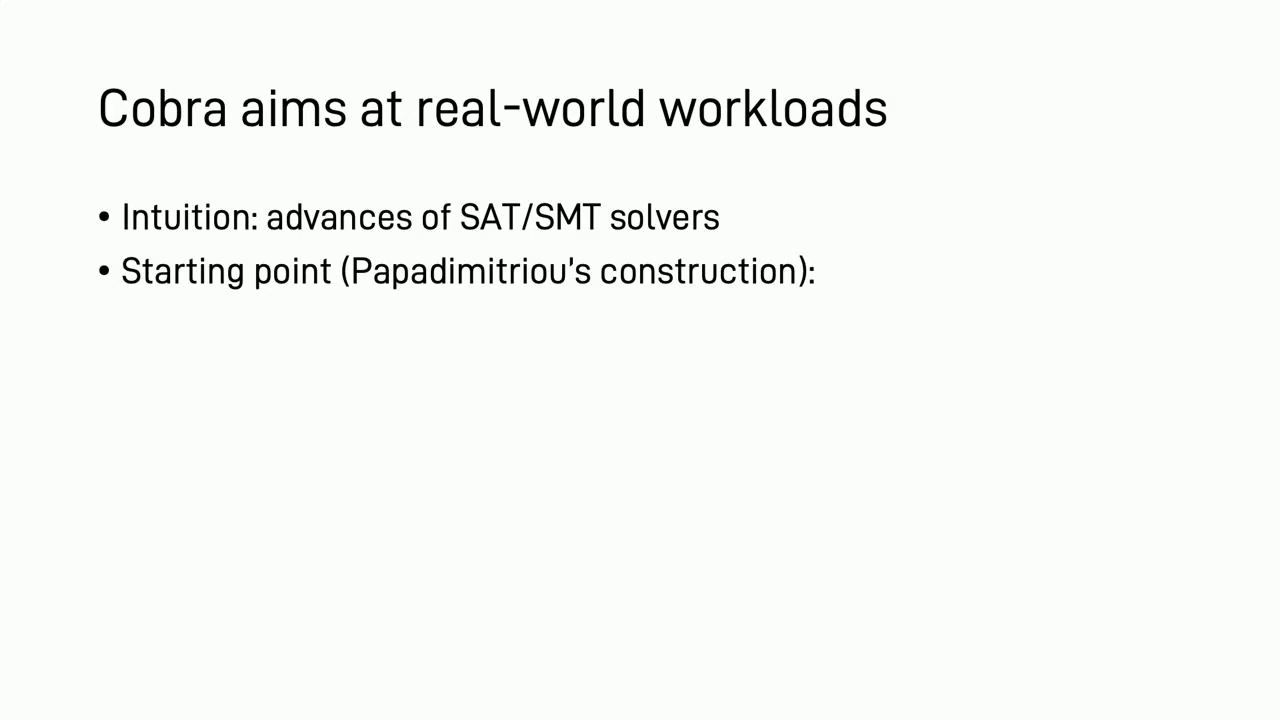 Cobra aims at real-world workloads
• Intuition: advances of SAT/SMT solvers
• Starting point (Papadimitriou's construction):